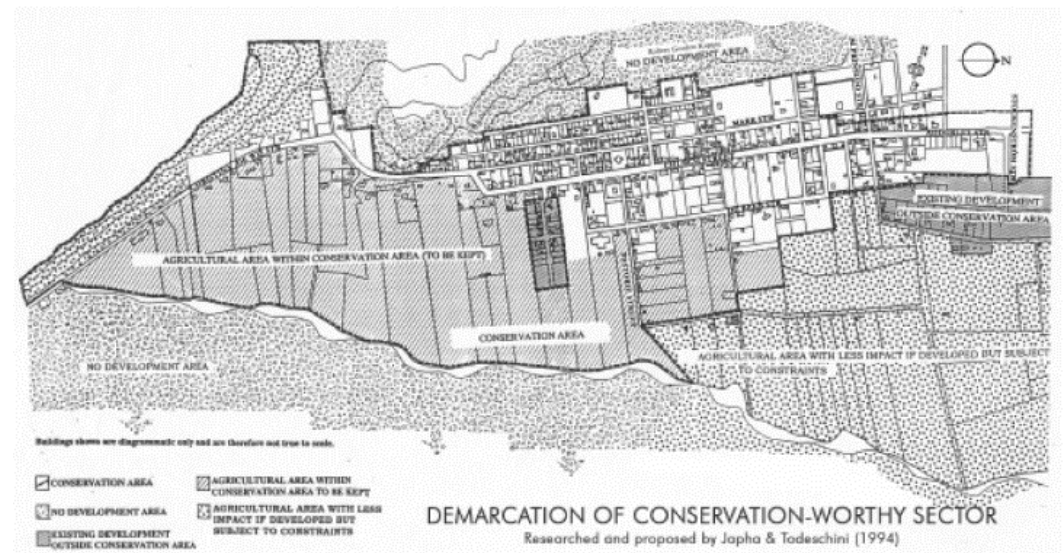 NO DEVELOPMENT AREA
N
MARK STR
EXISTING DEVELOPMENT
OUTSIDE CONSERVATION AREA
AGRICULTURAL AREA WITHIN CONSERVATION AREA (TO BE KEPT)
CONSERVATION AREA
AGRICULTURAL AREA WITH LESS IMPACT IF DEVELOPED BUT SUBJECT
TO CONSTRAINTS
NO DEVELOPMENT AREA
Buildings shown are diagrammatic only and are therefore not true to scale.
CONSERVATION AREA
NO DEVELOPMENT AREA
EXISTING DEVELOPMENT
OUTSIDE CONSERVATION AREA
AGRICULTURAL AREA WITHIN
CONSERVATION AREA TO BE KEPT
AGRICULTURAL AREA WITH LESS
IMPACT IF DEVELOPED BUT
SUBJECT TO CONSTRAINTS
DEMARCATION OF CONSERVATION-WORTHY SECTOR
Researched and proposed by Japha & Todeschini (1994)